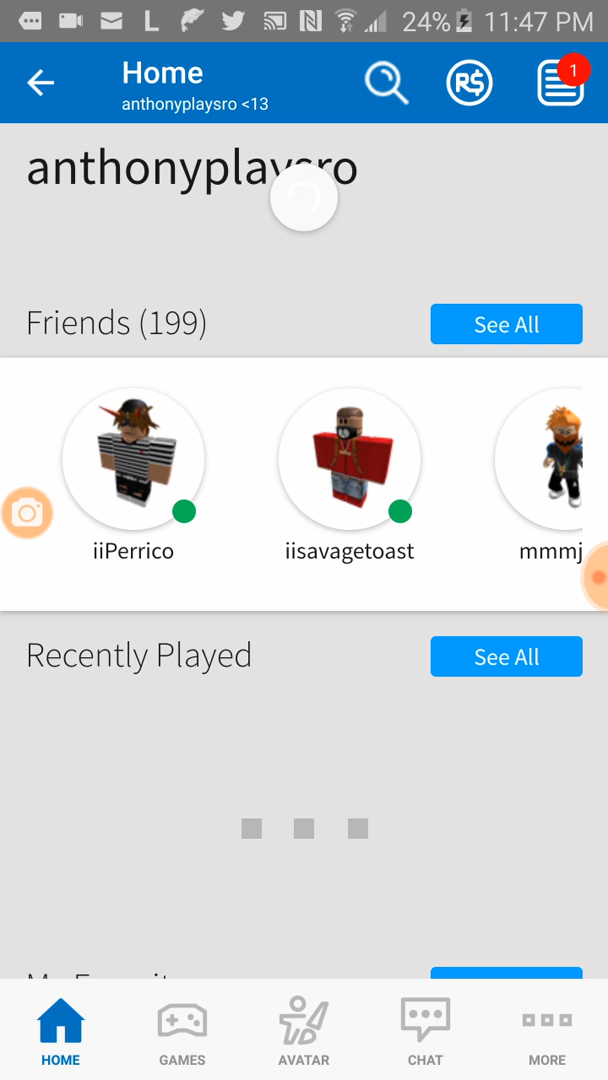 24% 11:47 PM
Home
anthonyplaysro <13
R$
1
anthonyplaysro
Friends (199)
See All
iiPerrico
iisavagetoast
mmmj
Recently Played
See All
HOME
GAMES
AVATAR
CHAT
MORE